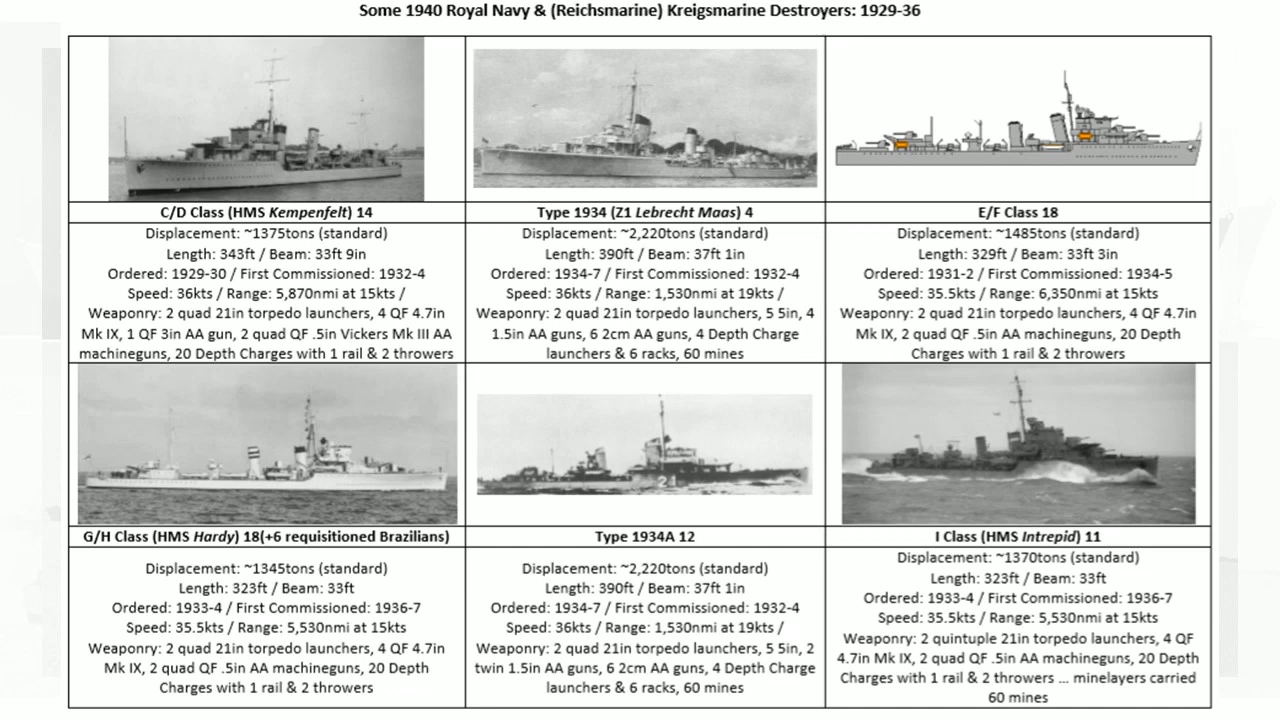 Some 1940 Royal Navy & (Reichsmarine) Kreigsmarine Destroyers: 1929-36
C/D Class (HMS Kempenfelt) 14
Displacement: ~1375tons (standard)
Length: 343ft / Beam: 33ft 9in
Ordered: 1929-30 / First Commissioned: 1932-4
Speed: 36kts / Range: 5,870nmi at 15kts /
Weaponry: 2 quad 21in torpedo launchers, 4 QF 4.7in
Mk IX, 1 QF 3in AA gun, 2 quad QF .5in Vickers Mk III AA
machineguns, 20 Depth Charges with 1 rail & 2 throwers
Type 1934 (Z1 Lebrecht Maas) 4
Displacement: ~2,220tons (standard)
Length: 390ft / Beam: 37ft 1in
Ordered: 1934-7 / First Commissioned: 1932-4
Speed: 36kts / Range: 1,530nmi at 19kts /
Weaponry: 2 quad 21in torpedo launchers, 5 5in, 4
1.5in AA guns, 6 2cm AA guns, 4 Depth Charge
launchers & 6 racks, 60 mines
E/F Class 18
Displacement: ~1485tons (standard)
Length: 329ft / Beam: 33ft 3in
Ordered: 1931-2 / First Commissioned: 1934-5
Speed: 35.5kts / Range: 6,350nmi at 15kts
Weaponry: 2 quad 21in torpedo launchers, 4 QF 4.7in
Mk IX, 2 quad QF .5in AA machineguns, 20 Depth
Charges with 1 rail & 2 throwers
21
G/H Class (HMS Hardy) 18(+6 requisitioned Brazilians)
Displacement: ~1345tons (standard)
Length: 323ft / Beam: 33ft
Ordered: 1933-4 / First Commissioned: 1936-7
Speed: 35.5kts / Range: 5,530nmi at 15kts
Weaponry: 2 quad 21in torpedo launchers, 4 QF 4.7in
Mk IX, 2 quad QF .5in AA machineguns, 20 Depth
Charges with 1 rail & 2 throwers
Type 1934A 12
Displacement: ~2,220tons (standard)
Length: 390ft / Beam: 37ft 1in
Ordered: 1934-7 / First Commissioned: 1932-4
Speed: 36kts / Range: 1,530nmi at 19kts /
Weaponry: 2 quad 21in torpedo launchers, 5 5in, 2
twin 1.5in AA guns, 6 2cm AA guns, 4 Depth Charge
launchers & 6 racks, 60 mines
I Class (HMS Intrepid) 11
Displacement: ~1370tons (standard)
Length: 323ft / Beam: 33ft
Ordered: 1933-4 / First Commissioned: 1936-7
Speed: 35.5kts / Range: 5,530nmi at 15kts
Weaponry: 2 quintuple 21in torpedo launchers, 4 QF
4.7in Mk IX, 2 quad QF .5in AA machineguns, 20 Depth
Charges with 1 rail & 2 throwers ... minelayers carried
60 mines